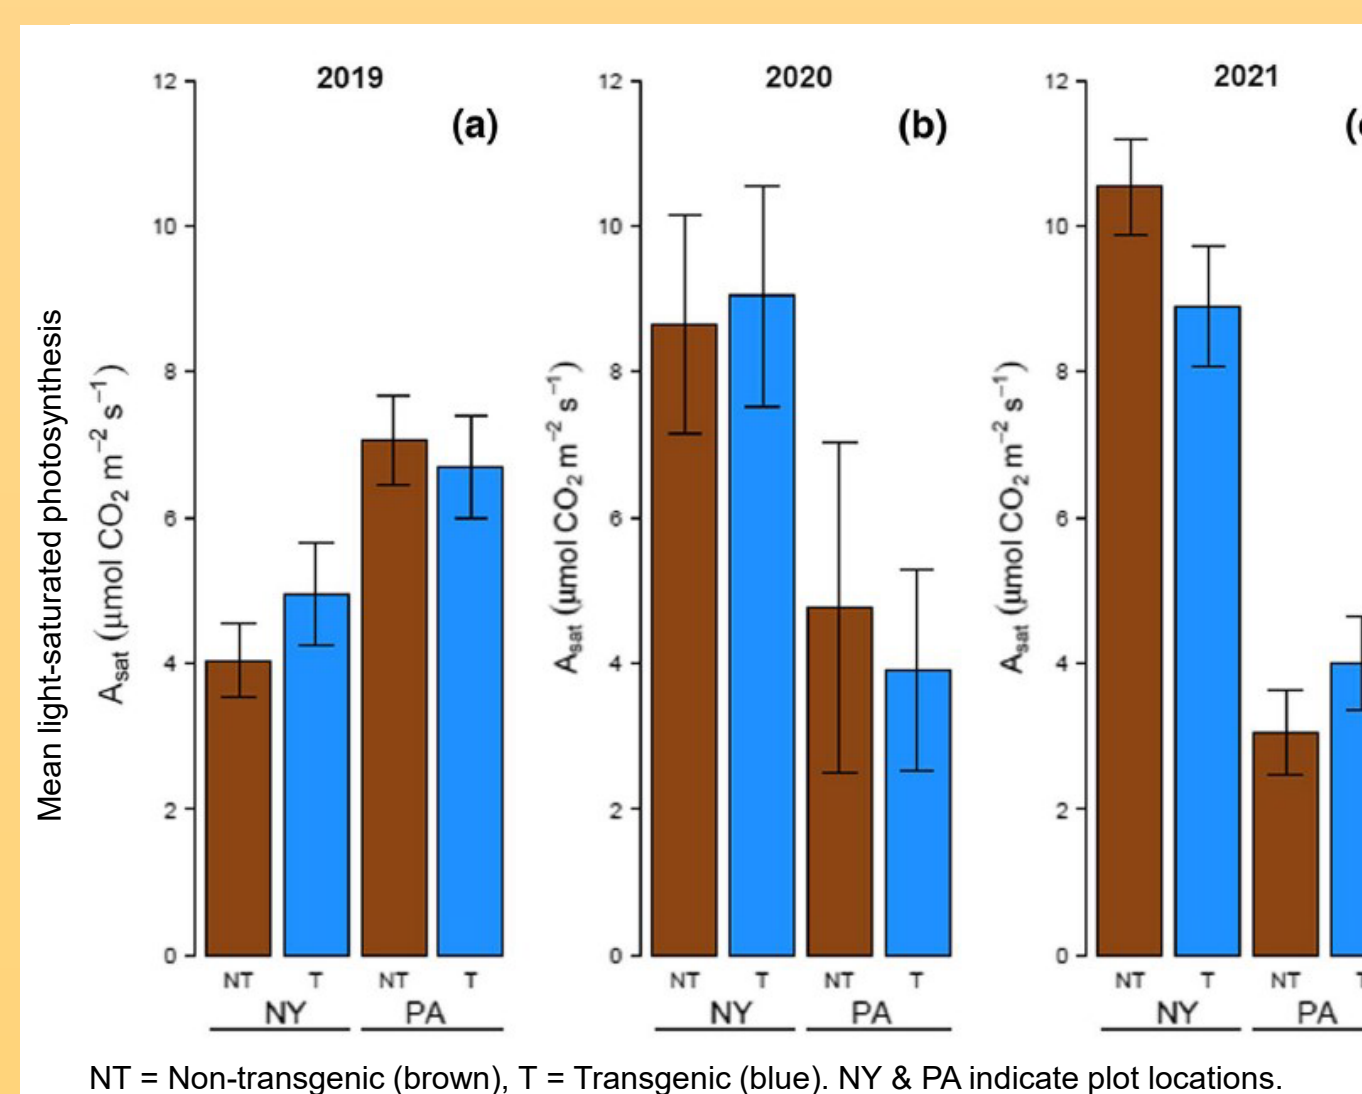 2019
(a)
12
10
8
6
4
2
0
Mean light-saturated photosynthesis
Asat (µmol CO2 m−2 s−1)
NT T NT T
NY PA
2020
(b)
12
10
8
6
4
2
0
Asat (µmol CO2 m−2 s−1)
NT T NT T
NY PA
2021
12
10
8
6
4
2
0
Asat (µmol CO2 m−2 s−1)
NT T NT T
NY PA
NT = Non-transgenic (brown), T = Transgenic (blue). NY & PA indicate plot locations.